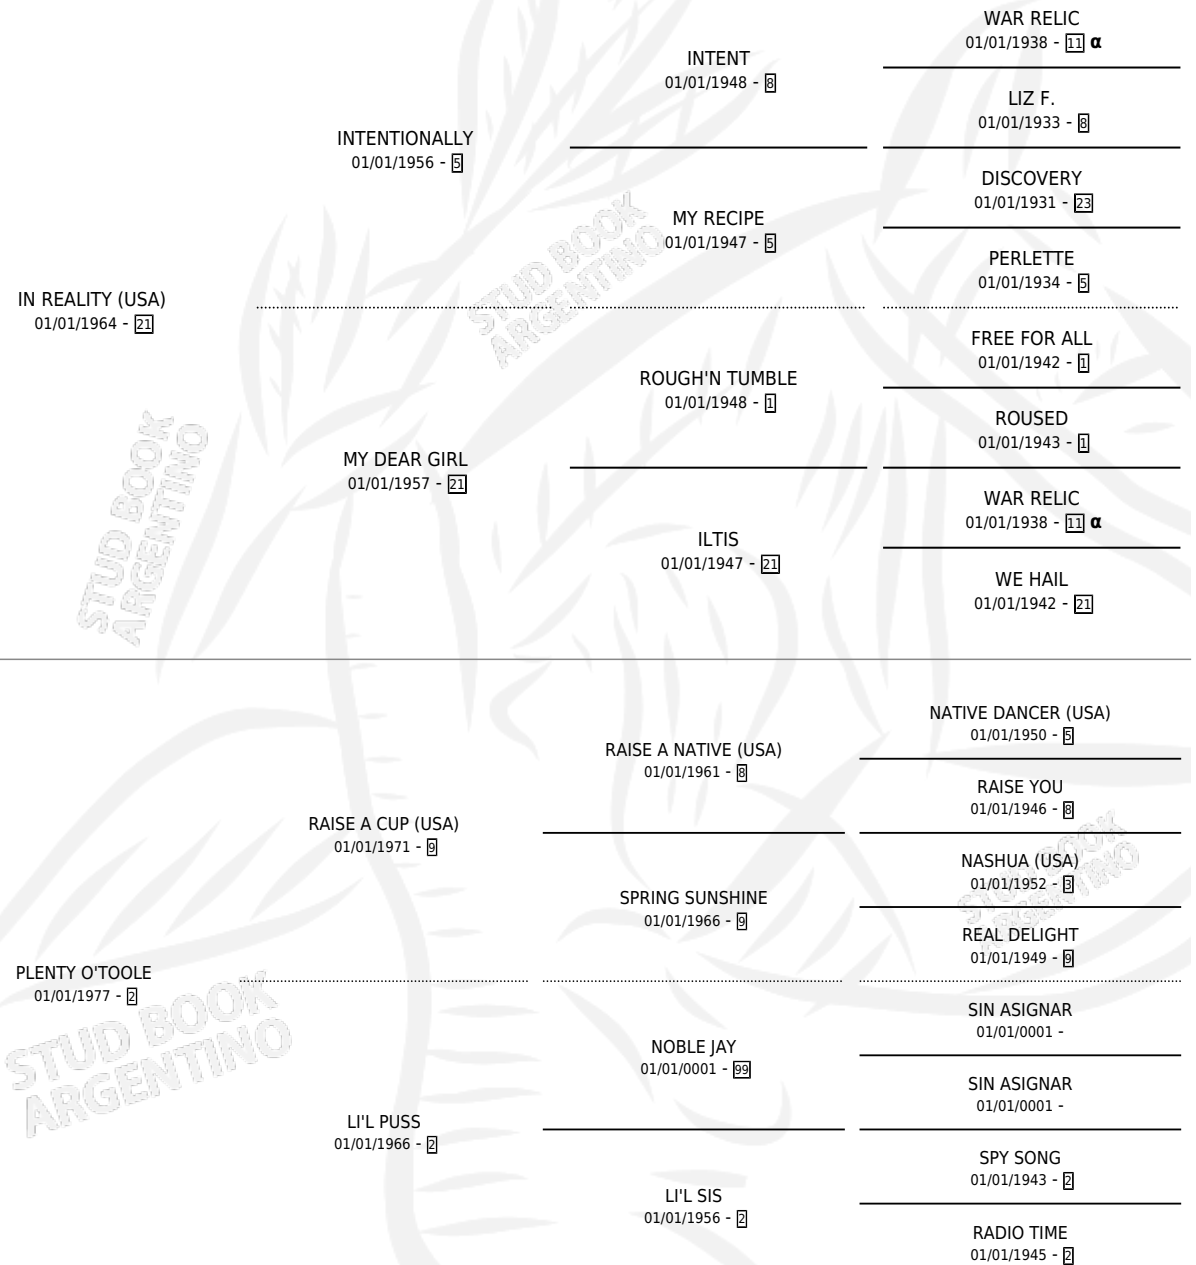 WAR RELIC
01/01/1938 - 11 α
INTENT
01/01/1948 - 8
LIZ F.
01/01/1933 - 8
INTENTIONALLY
01/01/1956 - 5
DISCOVERY
01/01/1931 - 23
MY RECIPE
01/01/1947 - 5
PERLETTE
01/01/1934 - 5
IN REALITY (USA)
01/01/1964 - 21
FREE FOR ALL
01/01/1942 - 1
ROUGH'N TUMBLE
01/01/1948 - 1
ROUSED
01/01/1943 - 1
MY DEAR GIRL
01/01/1957 - 21
WAR RELIC
01/01/1938 - 11 α
ILTIS
01/01/1947 - 21
WE HAIL
01/01/1942 - 21
STUD BOOK
ARGENTINO
STUD BOOK
ARGENTINO
NATIVE DANCER (USA)
01/01/1950 - 5
RAISE A NATIVE (USA)
01/01/1961 - 8
RAISE YOU
01/01/1946 - 8
RAISE A CUP (USA)
01/01/1971 - 9
NASHUA (USA)
01/01/1952 - 3
SPRING SUNSHINE
01/01/1966 - 9
REAL DELIGHT
01/01/1949 - 9
STUD BOOK
ARGENTINO
PLENTY O'TOOLE
01/01/1977 - 2
SIN ASIGNAR
01/01/0001 -
NOBLE JAY
01/01/0001 - 99
SIN ASIGNAR
01/01/0001 -
LI'L PUSS
01/01/1966 - 2
SPY SONG
01/01/1943 - 2
LI'L SIS
01/01/1956 - 2
RADIO TIME
01/01/1945 - 2
STUD BOOK
ARGENTINO